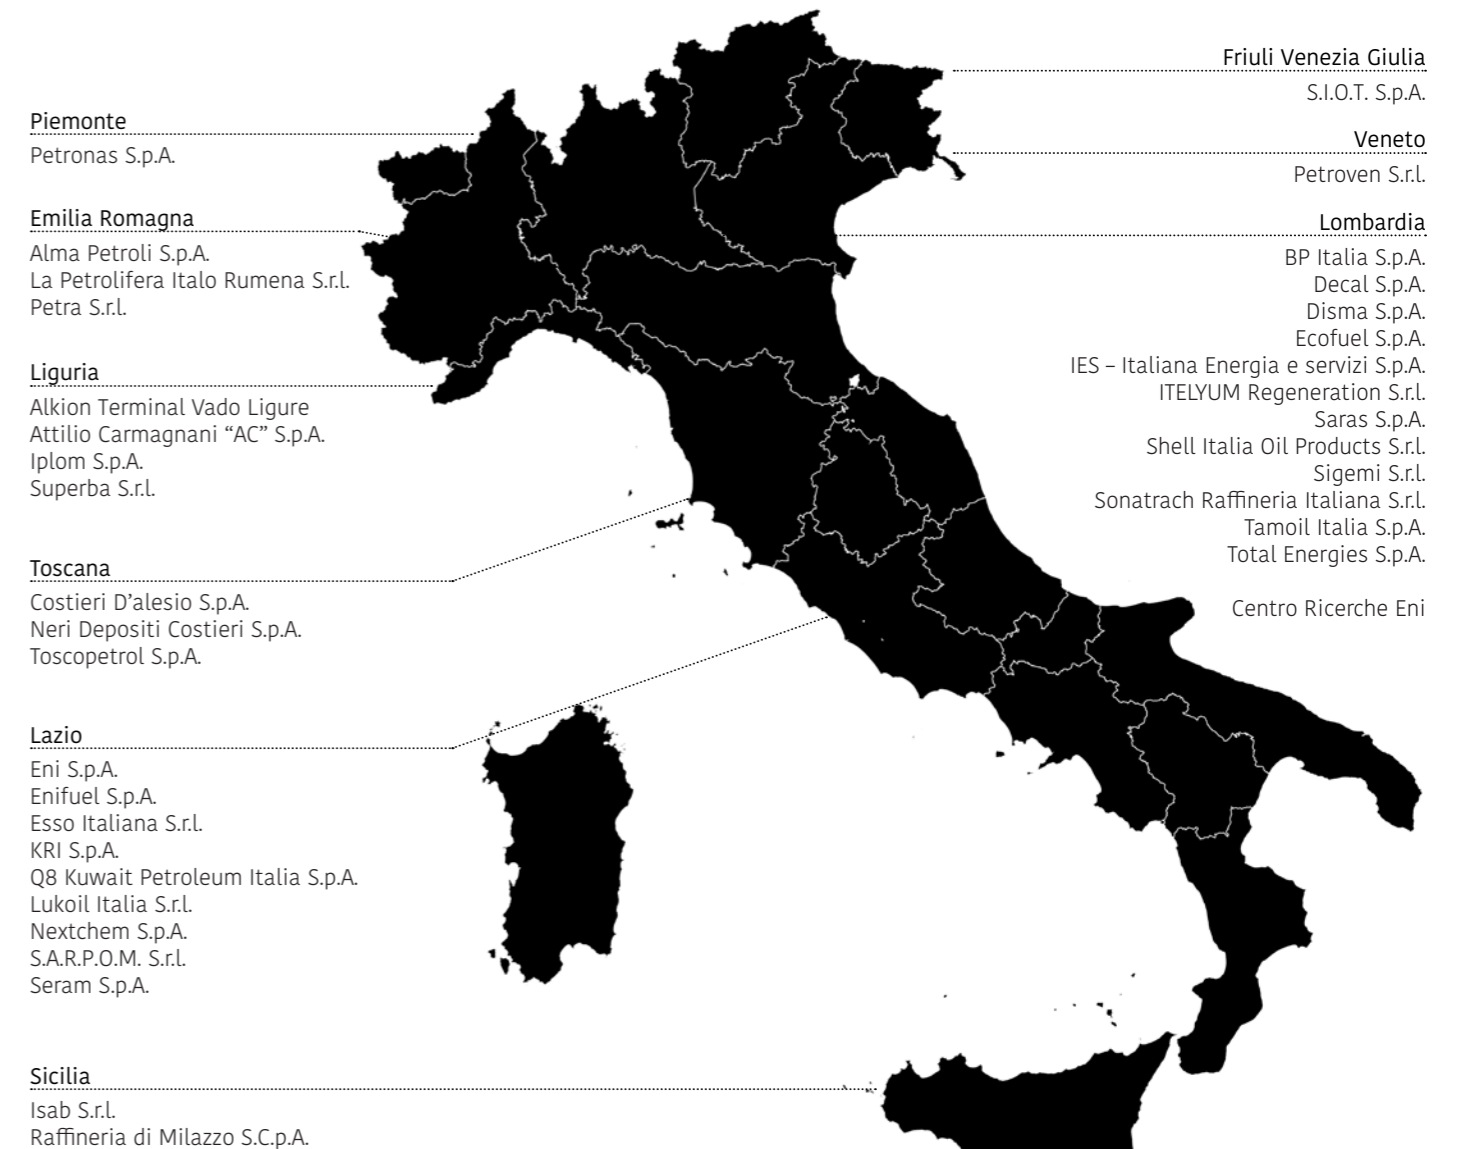 Piemonte
Petronas S.p.A.
Emilia Romagna
Alma Petroli S.p.A.
La Petrolifera Italo Rumena S.r.l.
Petra S.r.l.
Liguria
Alkion Terminal Vado Ligure
Attilio Carmagnani “AC” S.p.A.
Iplom S.p.A.
Superba S.r.l.
Toscana
Costieri D’alesio S.p.A.
Neri Depositi Costieri S.p.A.
Toscopetrol S.p.A.
Lazio
Eni S.p.A.
Enifuel S.p.A.
Esso Italiana S.r.l.
KRI S.p.A.
Q8 Kuwait Petroleum Italia S.p.A.
Lukoil Italia S.r.l.
Nextchem S.p.A.
S.A.R.P.O.M. S.r.l.
Seram S.p.A.
Sicilia
Isab S.r.l.
Raffineria di Milazzo S.C.p.A.
Friuli Venezia Giulia
S.I.O.T. S.p.A.
Veneto
Petroven S.r.l.
Lombardia
BP Italia S.p.A.
Decal S.p.A.
Disma S.p.A.
Ecofuel S.p.A.
IES – Italiana Energia e servizi S.p.A.
ITELYUM Regeneration S.r.l.
Saras S.p.A.
Shell Italia Oil Products S.r.l.
Sigemi S.r.l.
Sonatrach Raffineria Italiana S.r.l.
Tamoil Italia S.p.A.
Total Energies S.p.A.
Centro Ricerche Eni